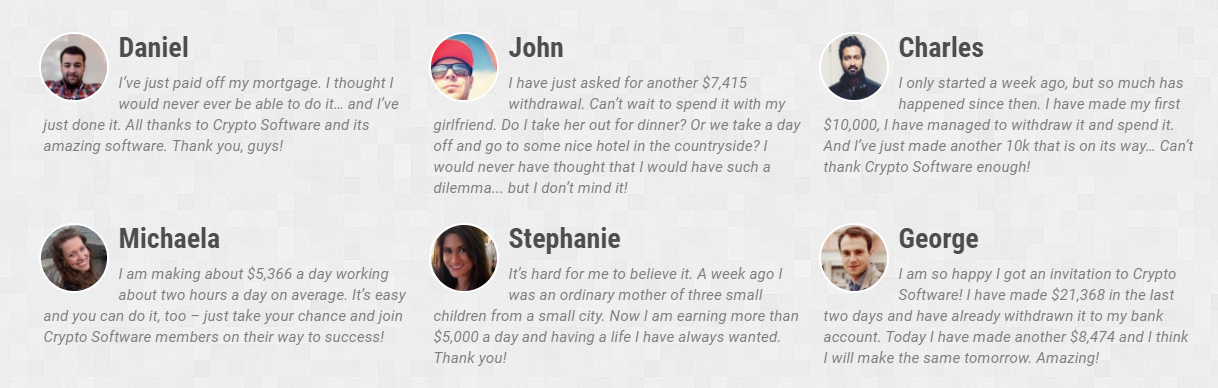 Daniel
I've just paid off my mortgage. I thought I
would never ever be able to do it... and I've
just done it. All thanks to Crypto Software and its
amazing software. Thank you, guys!
John
I have just asked for another $7,415
withdrawal. Can't wait to spend it with my
girlfriend. Do I take her out for dinner? Or we take a day
off and go to some nice hotel in the countryside? I
would never have thought that I would have such a
dilemma... but I don't mind it!
Charles
I only started a week ago, but so much has
happened since then. I have made my first
$10,000, I have managed to withdraw it and spend it.
And I've just made another 10k that is on its way... Can't
thank Crypto Software enough!
Michaela
I am making about $5,366 a day working
about two hours a day on average. It's easy
and you can do it, too – just take your chance and join
Crypto Software members on their way to success!
Stephanie
It's hard for me to believe it. A week ago I
was an ordinary mother of three small
children from a small city. Now I am earning more than
$5,000 a day and having a life I have always wanted.
Thank you!
George
I am so happy I got an invitation to Crypto
Software! I have made $21,368 in the last
two days and have already withdrawn it to my bank
account. Today I have made another $8,474 and I think
I will make the same tomorrow. Amazing!